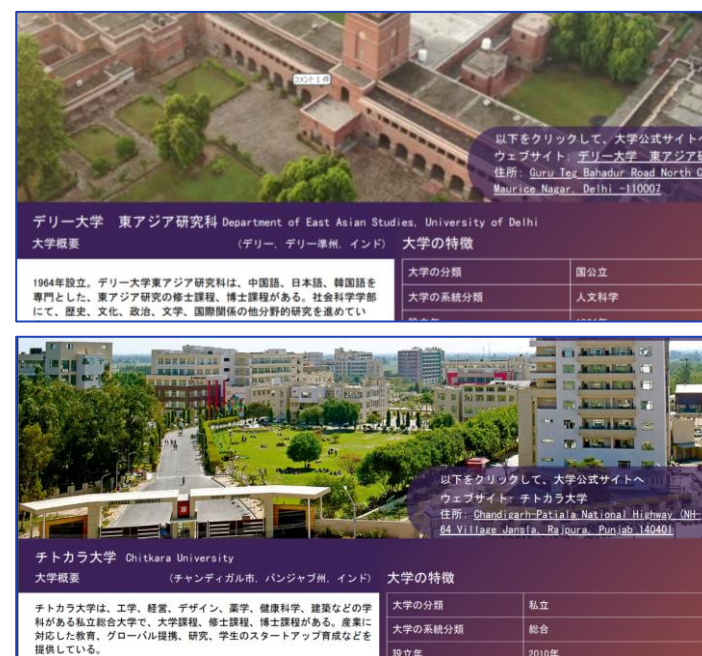 コメント 1 件
以下をクリックして、大学公式サイトへ
ウェブサイト: デリー大学 東アジア研
住所: Guru Teg Bahadur Road North C
Maurice Nagar, Delhi -110007
デリー大学 東アジア研究科 Department of East Asian Studies, University of Delhi
大学概要 (デリー, デリー準州, インド)
1964年設立。デリー大学東アジア研究科は、中国語、日本語、韓国語を
専門とした、東アジア研究の修士課程、博士課程がある。社会科学学部
にて、歴史、文化、政治、文学、国際関係の他分野的研究を進めてい
大学の特徴
大学の分類 国公立
大学の系統分類 人文科学
以下をクリックして、大学公式サイトへ
ウェブサイト: チトカラ大学
住所: Chandigarh-Patiala National Highway (NH-
64 Village Jansla, Rajpura, Punjab 140401
チトカラ大学 Chitkara University
大学概要 (チャンディガル市, パンジャブ州, インド)
チトカラ大学は、工学、経営、デザイン、薬学、健康科学、建築などの学
科がある私立総合大学で、大学課程、修士課程、博士課程がある。産業に
対応した教育、グローバル提携、研究、学生のスタートアップ育成などを
提供している。
大学の特徴
大学の分類 私立
大学の系統分類 総合
設立年 2010年